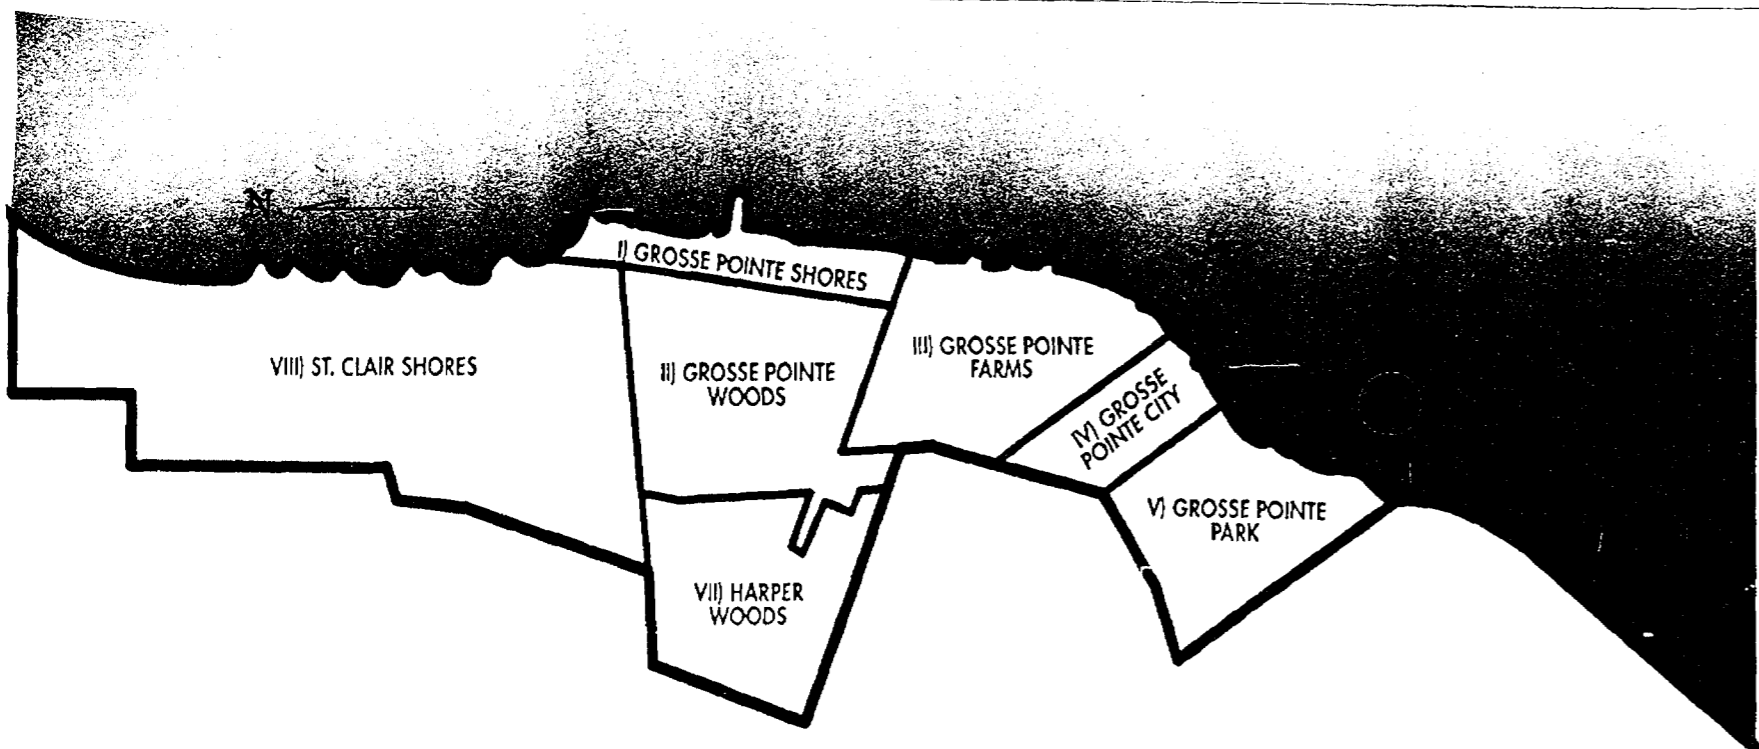 N
I) GROSSE POINTE SHORES
VIII) ST. CLAIR SHORES
II) GROSSE POINTE
WOODS
III) GROSSE POINTE
FARMS
IV) GROSSE
POINTE CITY
V) GROSSE POINTE
PARK
VII) HARPER
WOODS